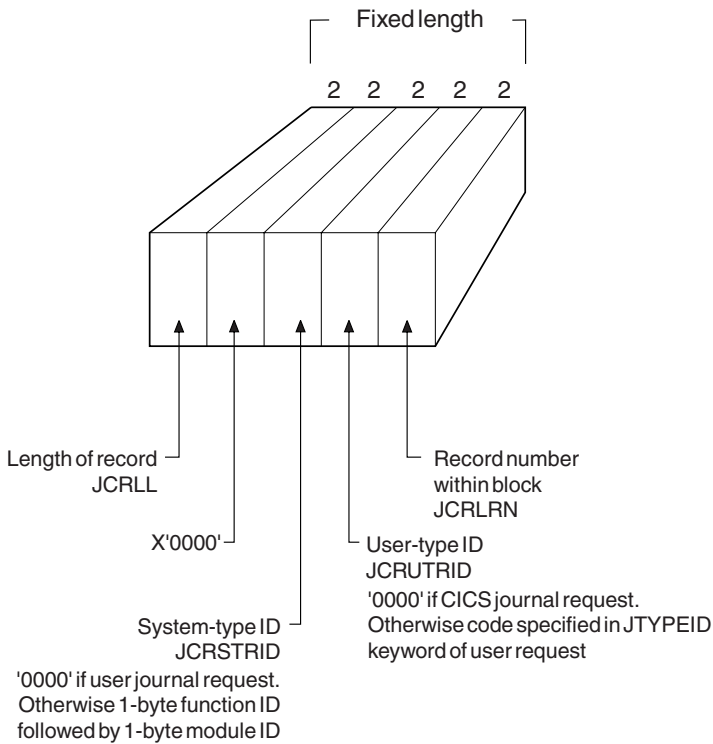 Fixed length
2 2 2 2 2
Length of record
JCRLL
X'0000'
System-type ID
JCRSTRID
'0000' if user journal request.
Otherwise 1-byte function ID
followed by 1-byte module ID
Record number
within block
JCRLRN
User-type ID
JCRUTRID
'0000' if CICS journal request.
Otherwise code specified in JTYPEID
keyword of user request